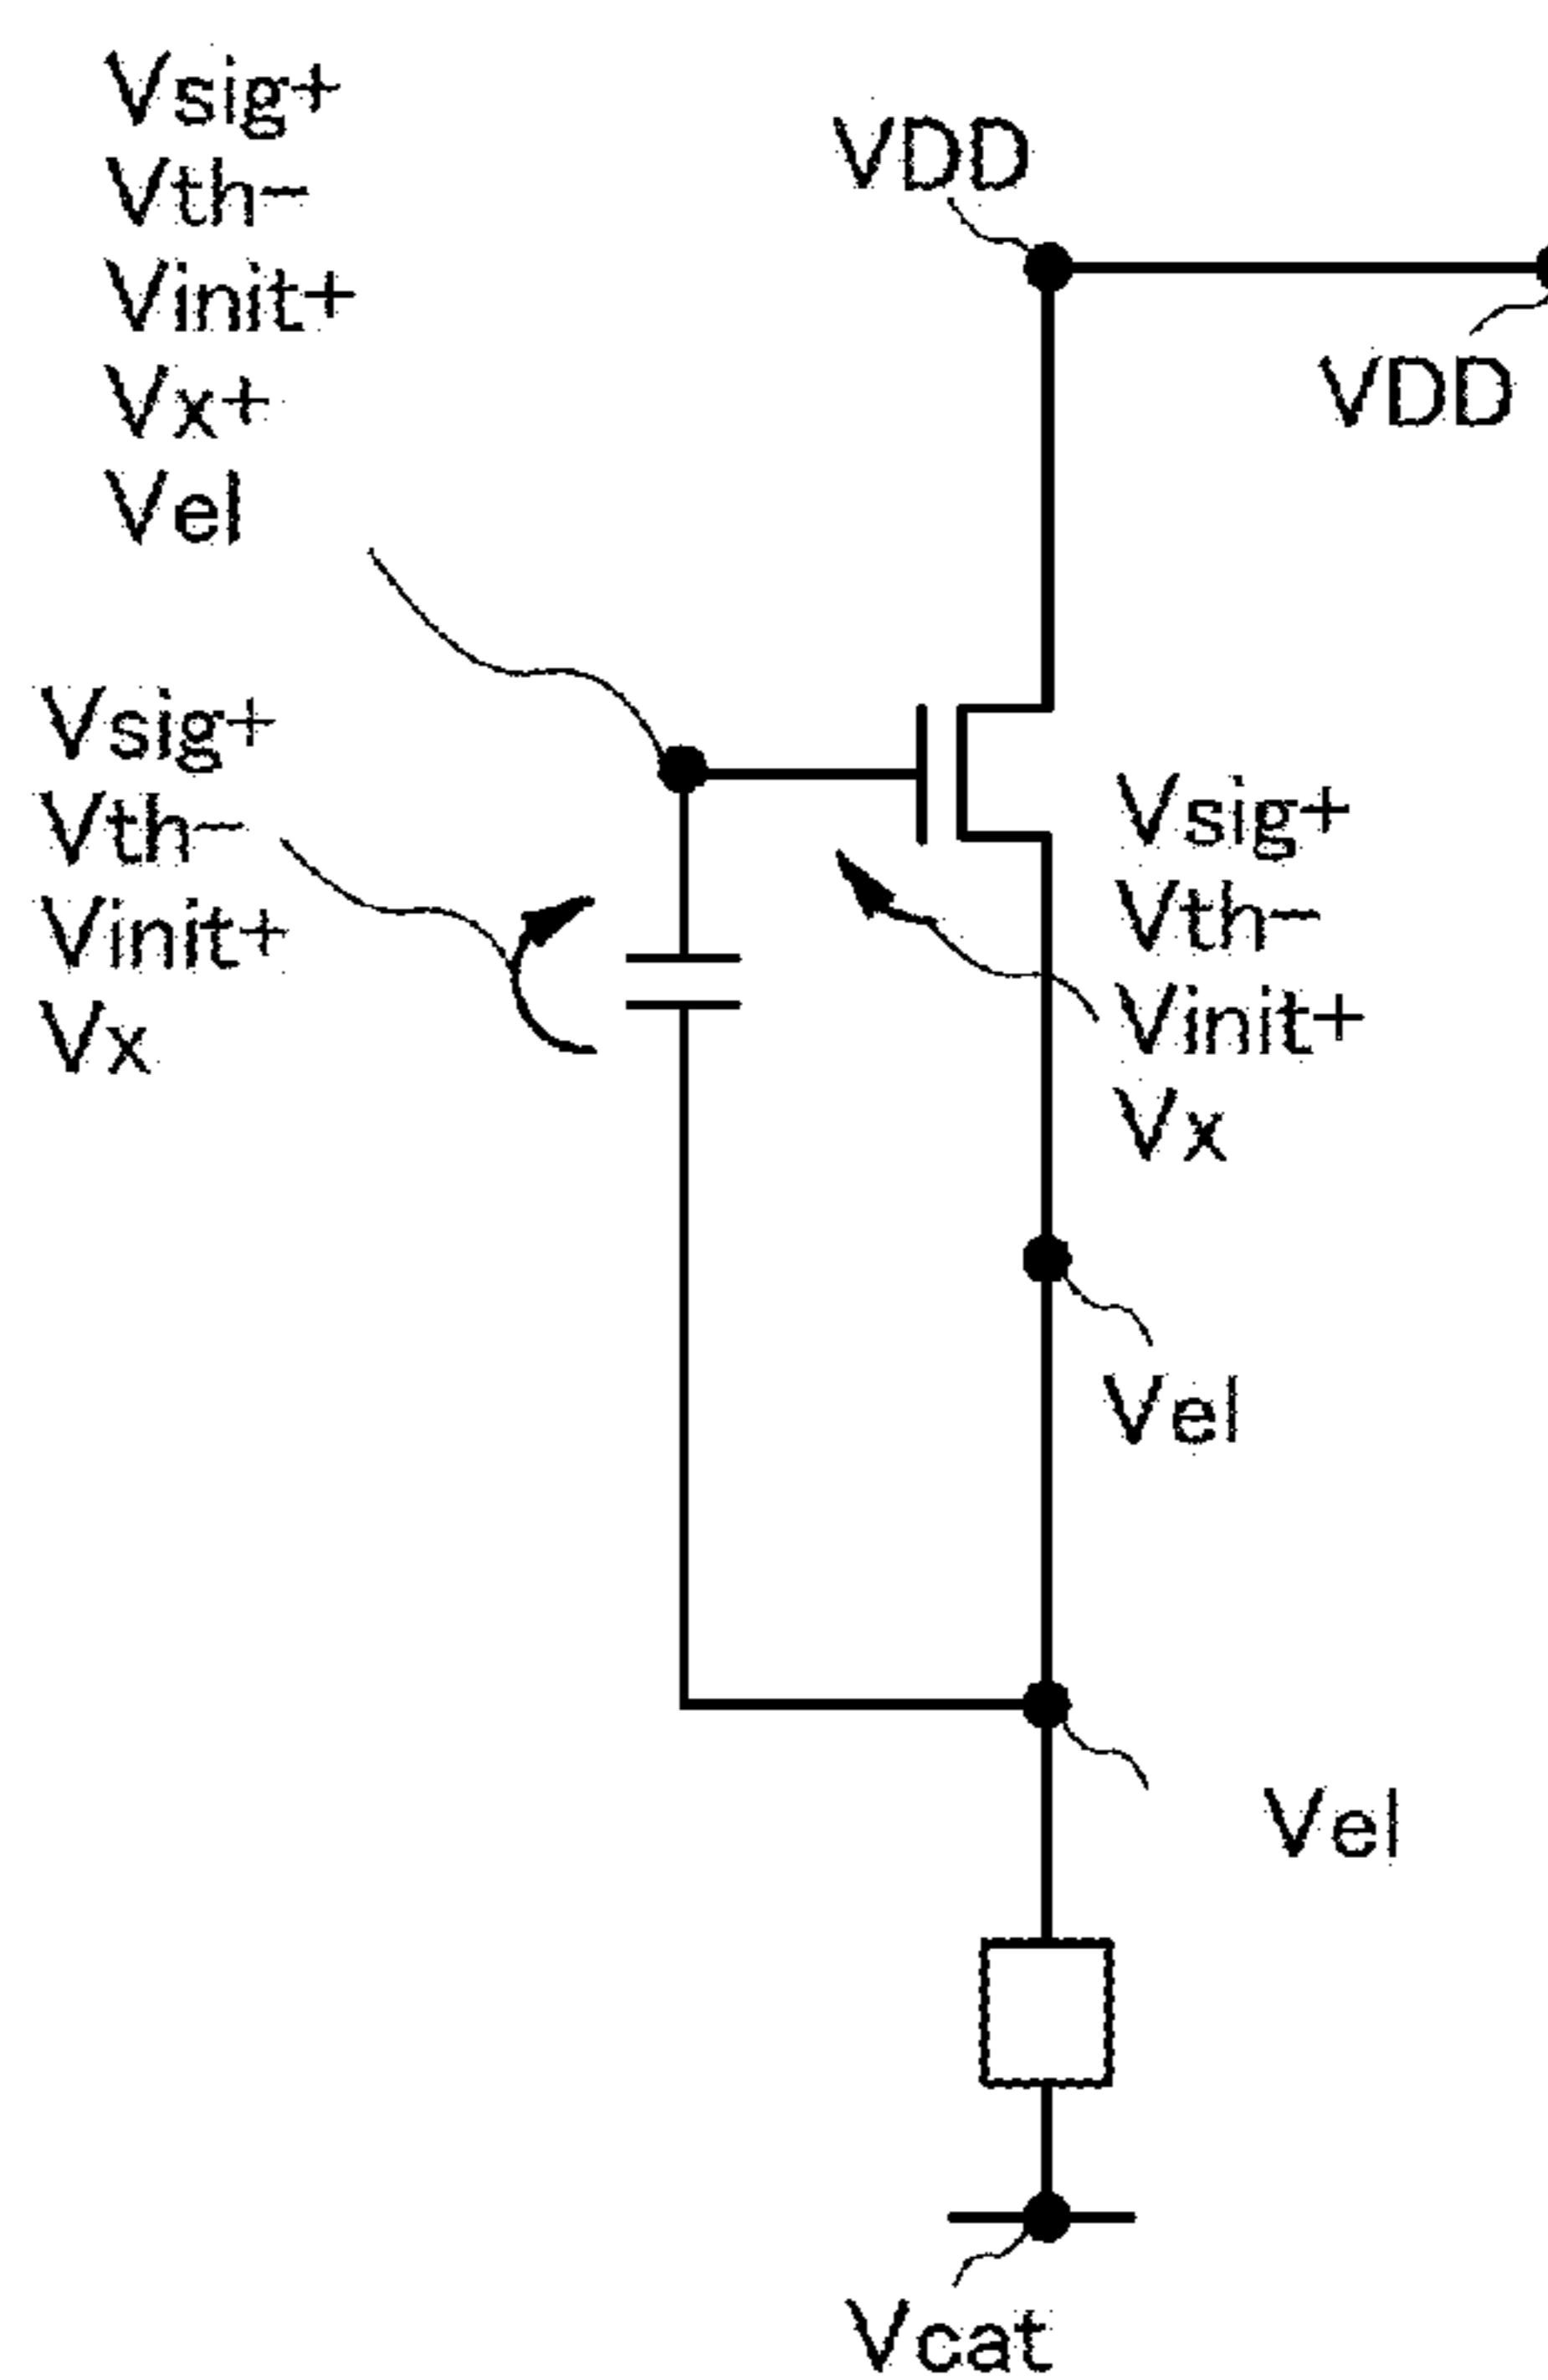 Vsig+
Vth−
Vinit+
Vx+
Vel
VDD
VDD
Vsig+
Vth−
Vinit+
Vx
Vsig+
Vth−
Vinit+
Vx
Vel
Vel
Vcat